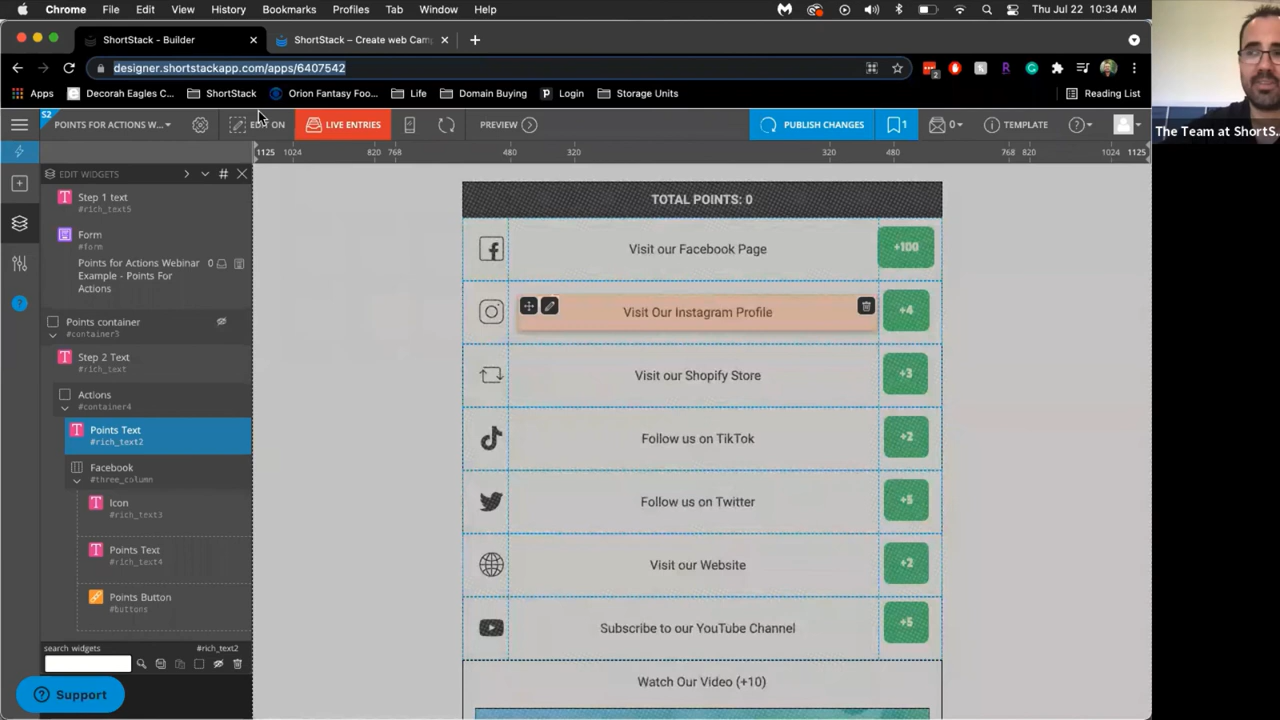 Chrome File Edit View History Bookmarks Profiles Tab Window Help Thu Jul 22 10:34 AM
ShortStack - Builder ShortStack – Create web Cam
designer.shortstackapp.com/apps/6407542
Apps Decorah Eagles C... ShortStack Orion Fantasy Foo... Life Domain Buying Login Storage Units Reading List
The Team at ShortS...
S2 POINTS FOR ACTIONS W... EDIT ON LIVE ENTRIES PREVIEW PUBLISH CHANGES 1 0 TEMPLATE
1125 1024 820 768 480 320 320 480 768 820 1024 1125
EDIT WIDGETS
Step 1 text
#rich_text5
Form
#form
Points for Actions Webinar 0
Example - Points For
Actions
Points container
#container3
Step 2 Text
#rich_text
Actions
#container4
Points Text
#rich_text2
Facebook
#three_column
Icon
#rich_text3
Points Text
#rich_text4
Points Button
#buttons
search widgets #rich_text2
Support
TOTAL POINTS: 0
Visit our Facebook Page +100
Visit Our Instagram Profile +4
Visit our Shopify Store +3
Follow us on TikTok +2
Follow us on Twitter +5
Visit our Website +2
Subscribe to our YouTube Channel +5
Watch Our Video (+10)